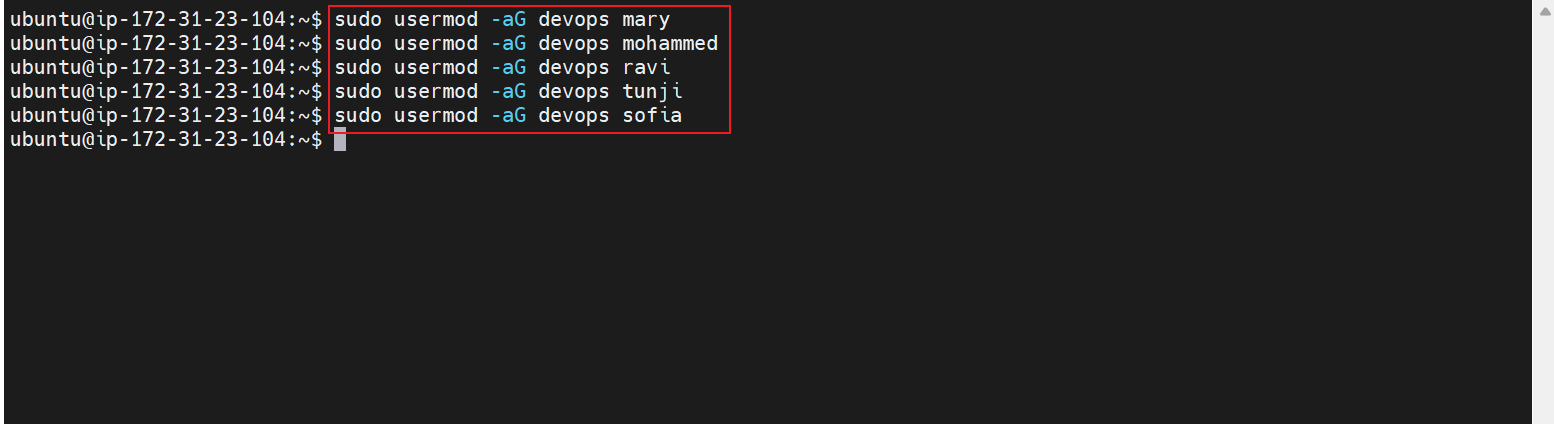 ubuntu@ip-172-31-23-104:~$ sudo usermod -aG devops mary
ubuntu@ip-172-31-23-104:~$ sudo usermod -aG devops mohammed
ubuntu@ip-172-31-23-104:~$ sudo usermod -aG devops ravi
ubuntu@ip-172-31-23-104:~$ sudo usermod -aG devops tunji
ubuntu@ip-172-31-23-104:~$ sudo usermod -aG devops sofia
ubuntu@ip-172-31-23-104:~$